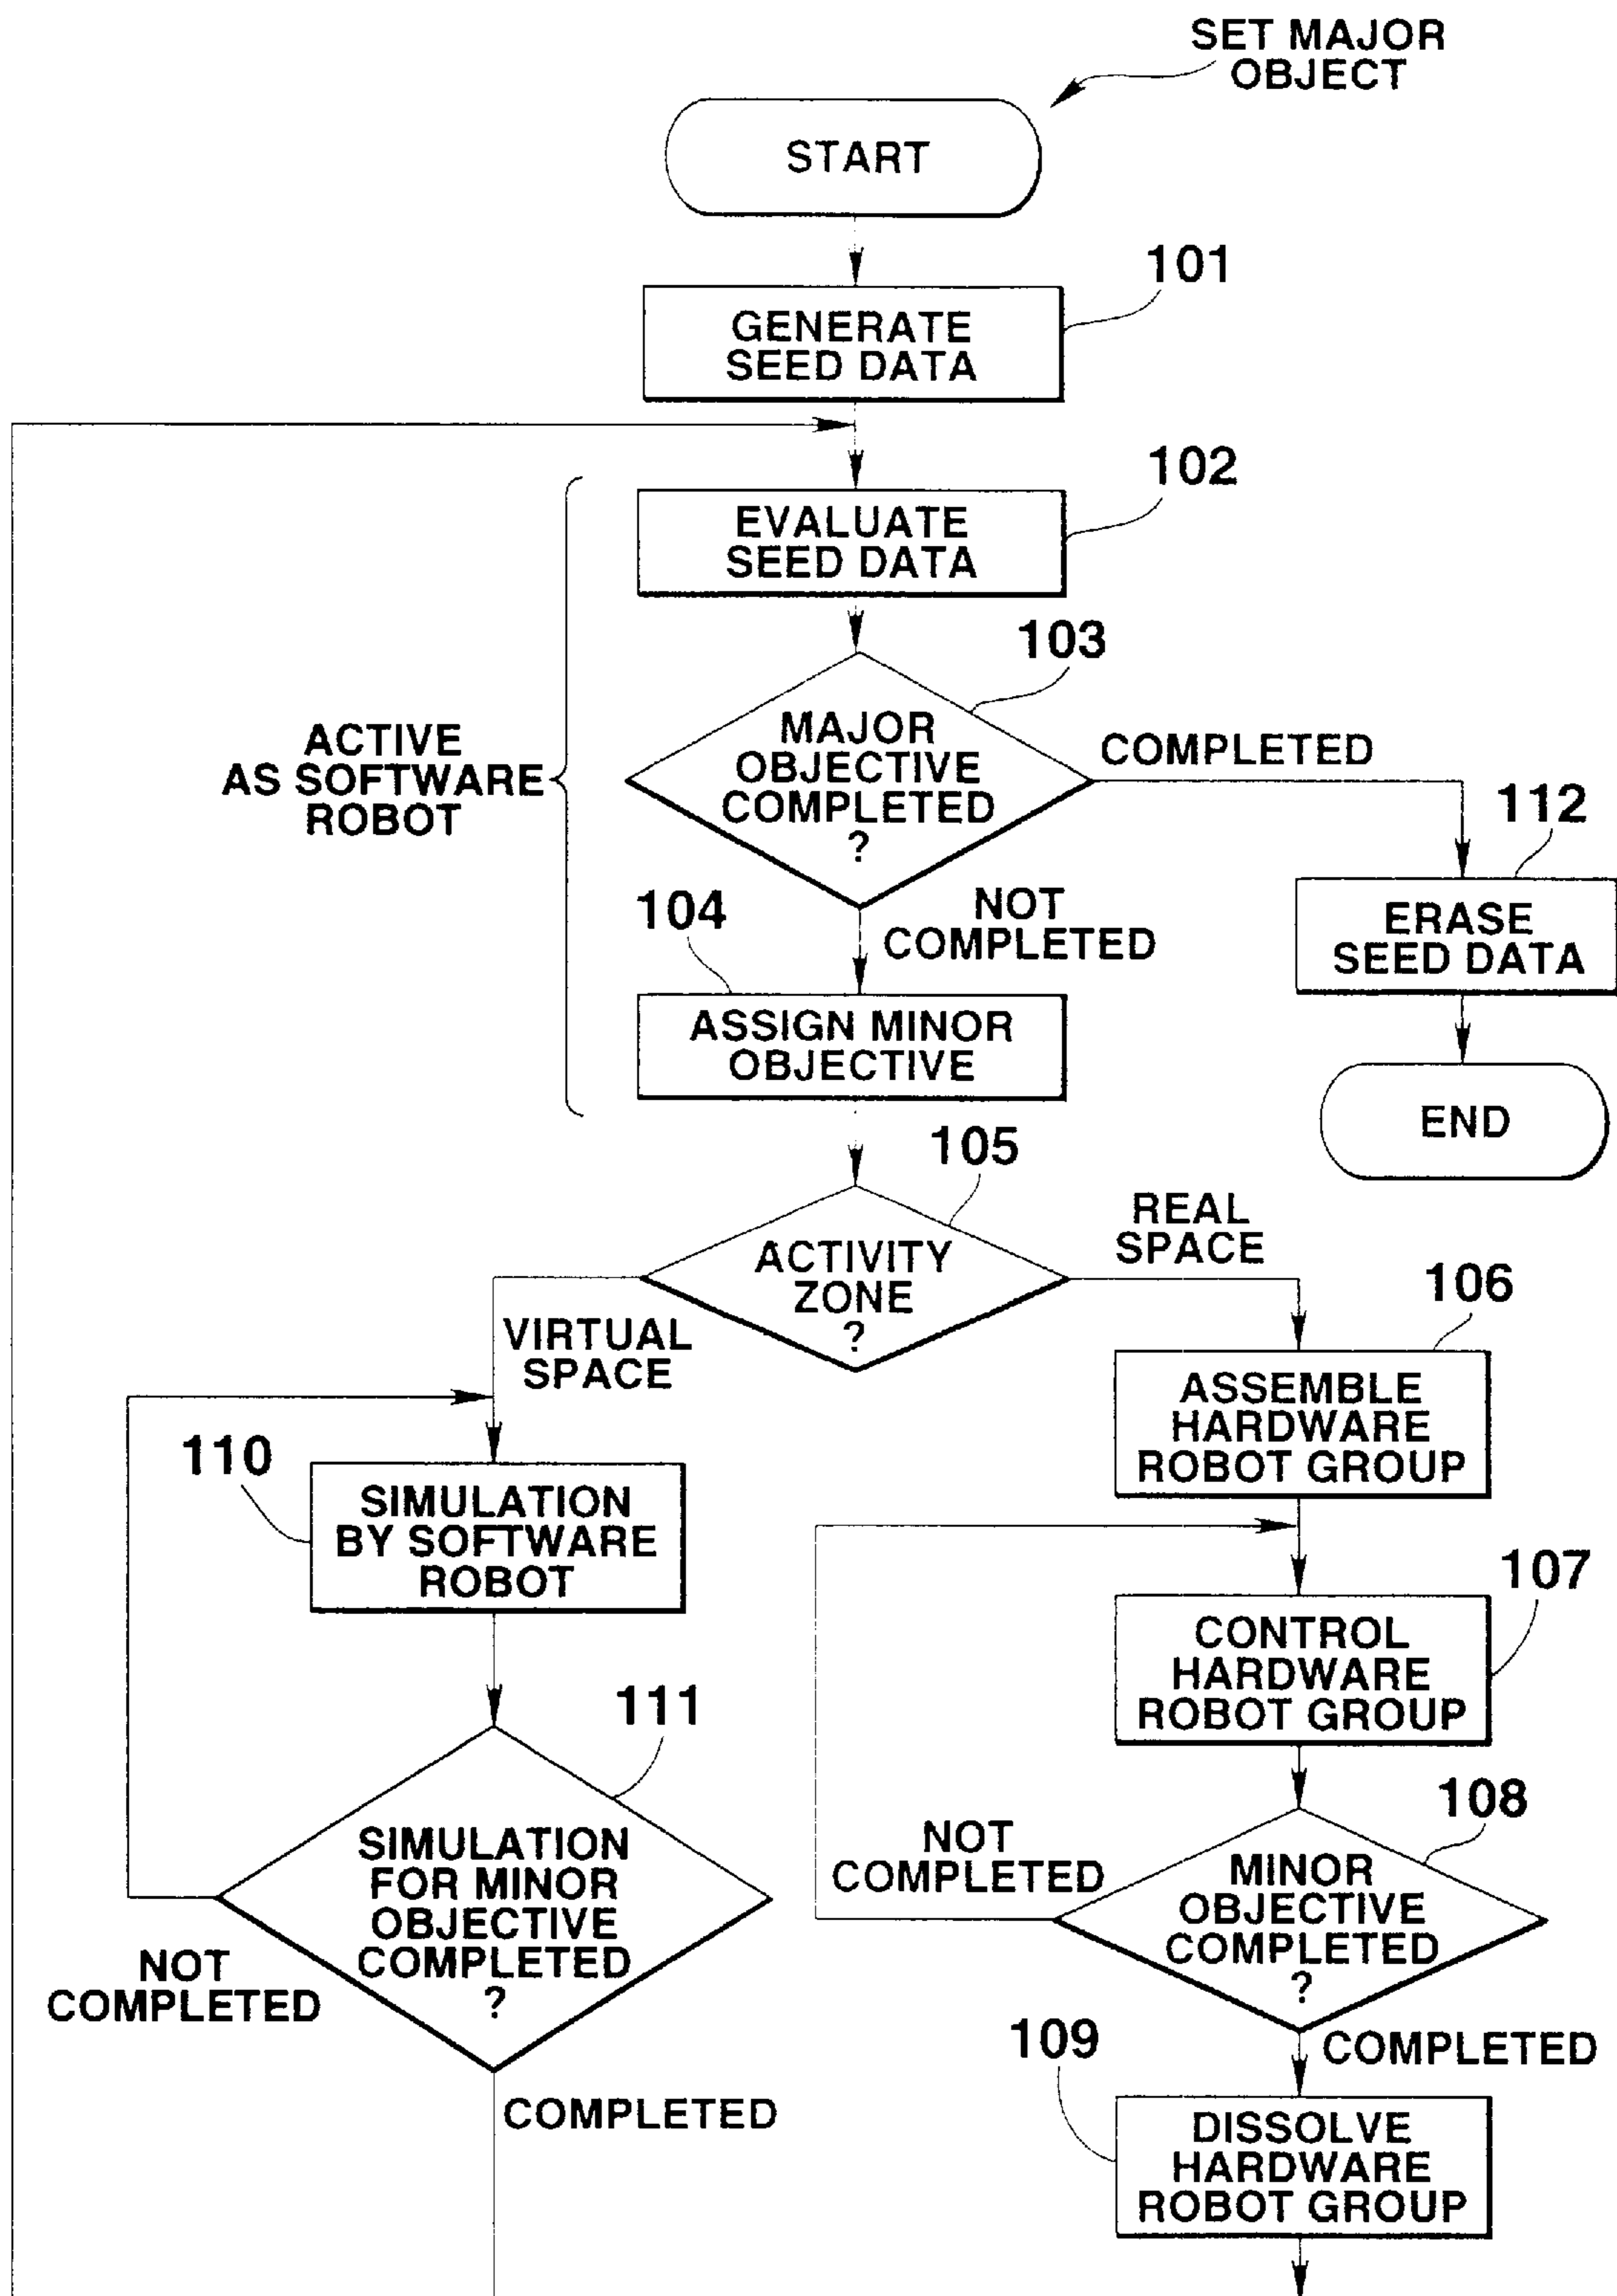 SET MAJOR
OBJECT
START
101
GENERATE
SEED DATA
102
EVALUATE
SEED DATA
103
MAJOR
OBJECTIVE
COMPLETED
?
COMPLETED
ACTIVE
AS SOFTWARE
ROBOT
112
ERASE
SEED DATA
END
NOT
COMPLETED
104
ASSIGN MINOR
OBJECTIVE
105
ACTIVITY
ZONE
?
REAL
SPACE
VIRTUAL
SPACE
106
ASSEMBLE
HARDWARE
ROBOT GROUP
110
SIMULATION
BY SOFTWARE
ROBOT
107
CONTROL
HARDWARE
ROBOT GROUP
111
SIMULATION
FOR MINOR
OBJECTIVE
COMPLETED
?
NOT
COMPLETED
COMPLETED
108
MINOR
OBJECTIVE
COMPLETED
?
NOT
COMPLETED
COMPLETED
109
DISSOLVE
HARDWARE
ROBOT GROUP